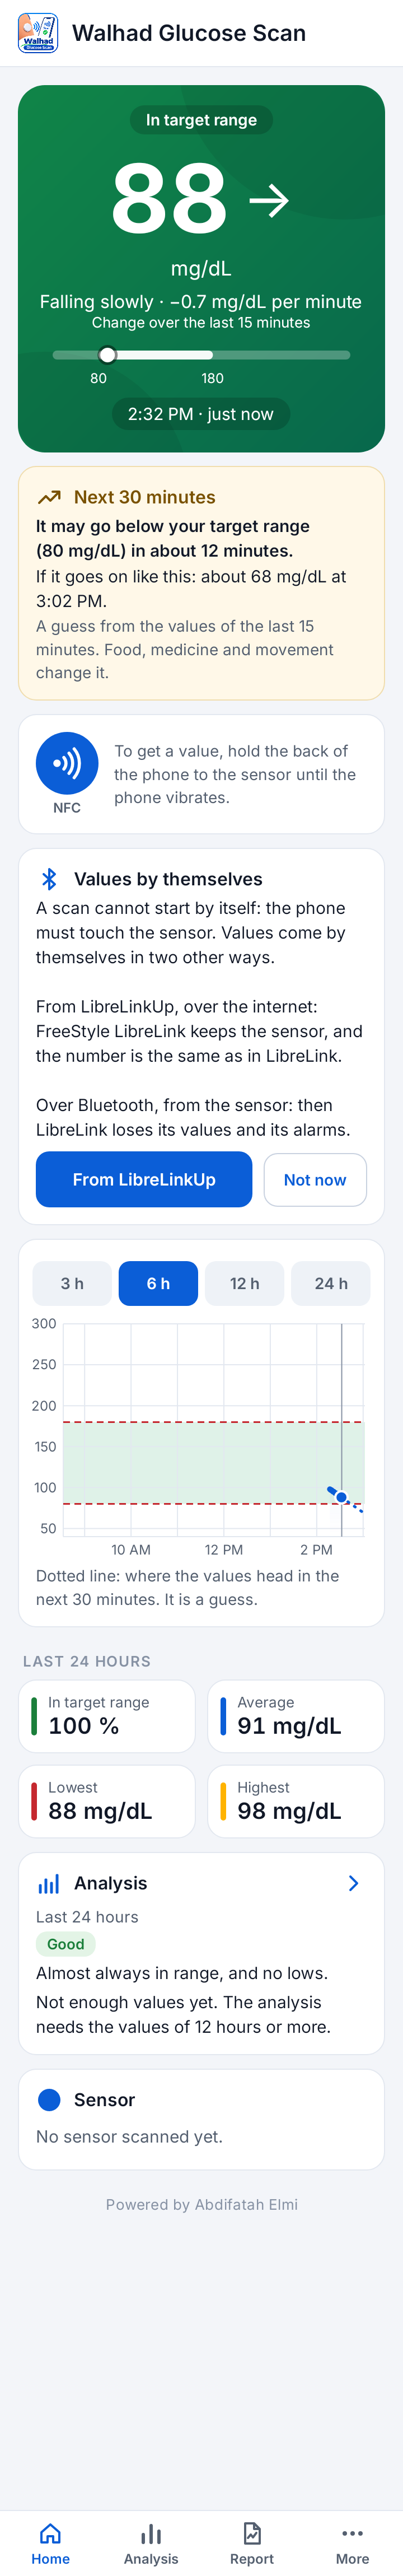 Walhad
Glucose Scan
Walhad Glucose Scan
In target range
88 →
mg/dL
Falling slowly · −0.7 mg/dL per minute
Change over the last 15 minutes
80 180
2:32 PM · just now
Next 30 minutes
It may go below your target range
(80 mg/dL) in about 12 minutes.
If it goes on like this: about 68 mg/dL at
3:02 PM.
A guess from the values of the last 15
minutes. Food, medicine and movement
change it.
NFC
To get a value, hold the back of
the phone to the sensor until the
phone vibrates.
Values by themselves
A scan cannot start by itself: the phone
must touch the sensor. Values come by
themselves in two other ways.
From LibreLinkUp, over the internet:
FreeStyle LibreLink keeps the sensor, and
the number is the same as in LibreLink.
Over Bluetooth, from the sensor: then
LibreLink loses its values and its alarms.
From LibreLinkUp
Not now
3 h 6 h 12 h 24 h
300
250
200
150
100
50
10 AM 12 PM 2 PM
Dotted line: where the values head in the
next 30 minutes. It is a guess.
LAST 24 HOURS
In target range
100 %
Average
91 mg/dL
Lowest
88 mg/dL
Highest
98 mg/dL
Analysis
Last 24 hours
Good
Almost always in range, and no lows.
Not enough values yet. The analysis
needs the values of 12 hours or more.
Sensor
No sensor scanned yet.
Powered by Abdifatah Elmi
Home Analysis Report More